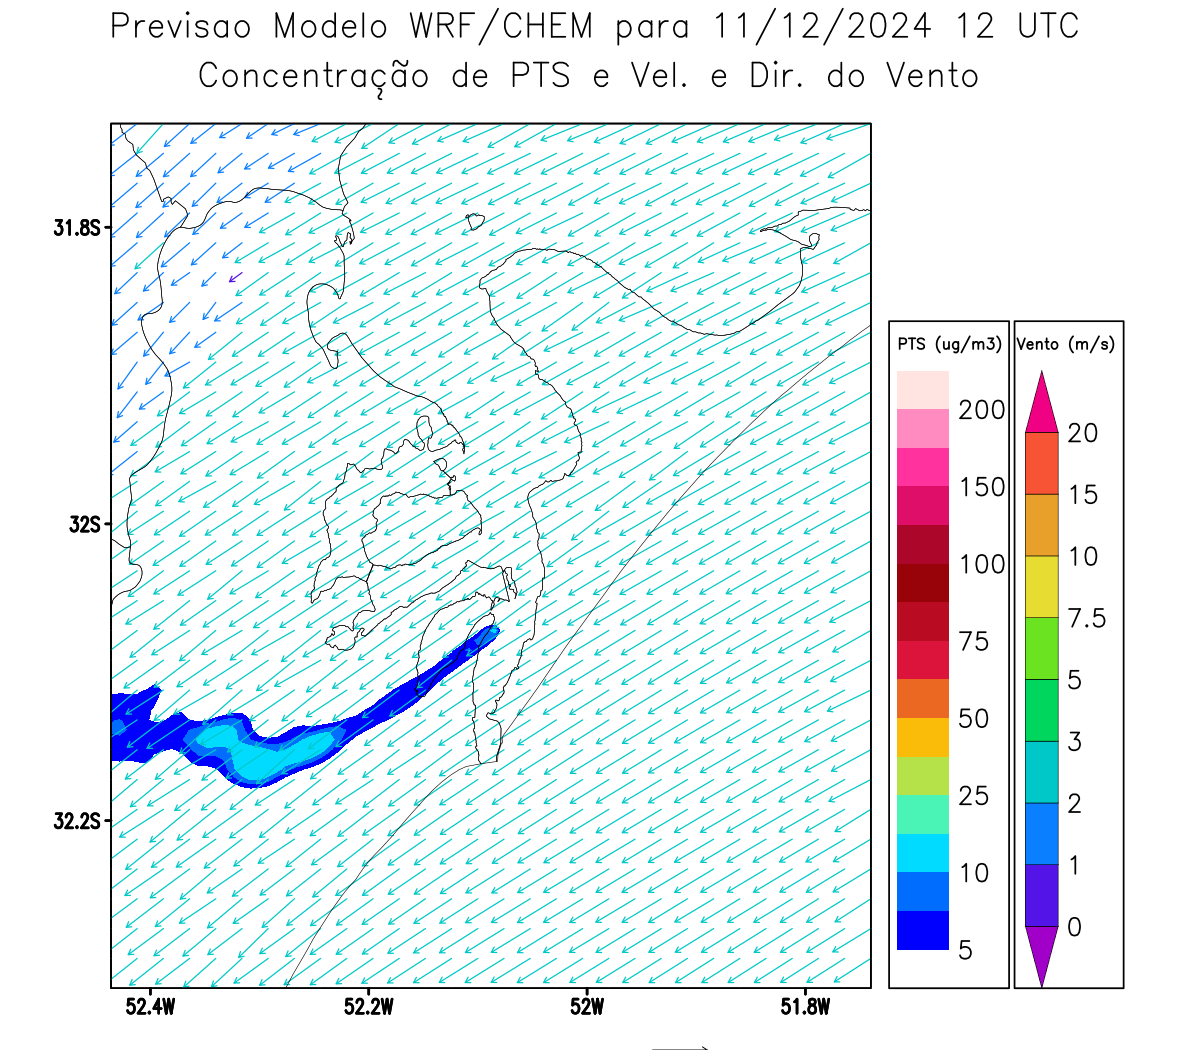 Previsao Modelo WRF/CHEM para 11/12/2024 12 UTC
Concentração de PTS e Vel. e Dir. do Vento
31.8S
32S
32.2S
52.4W
52.2W
52W
51.8W
PTS (ug/m3)
200
150
100
75
50
25
10
5
Vento (m/s)
20
15
10
7.5
5
3
2
1
0